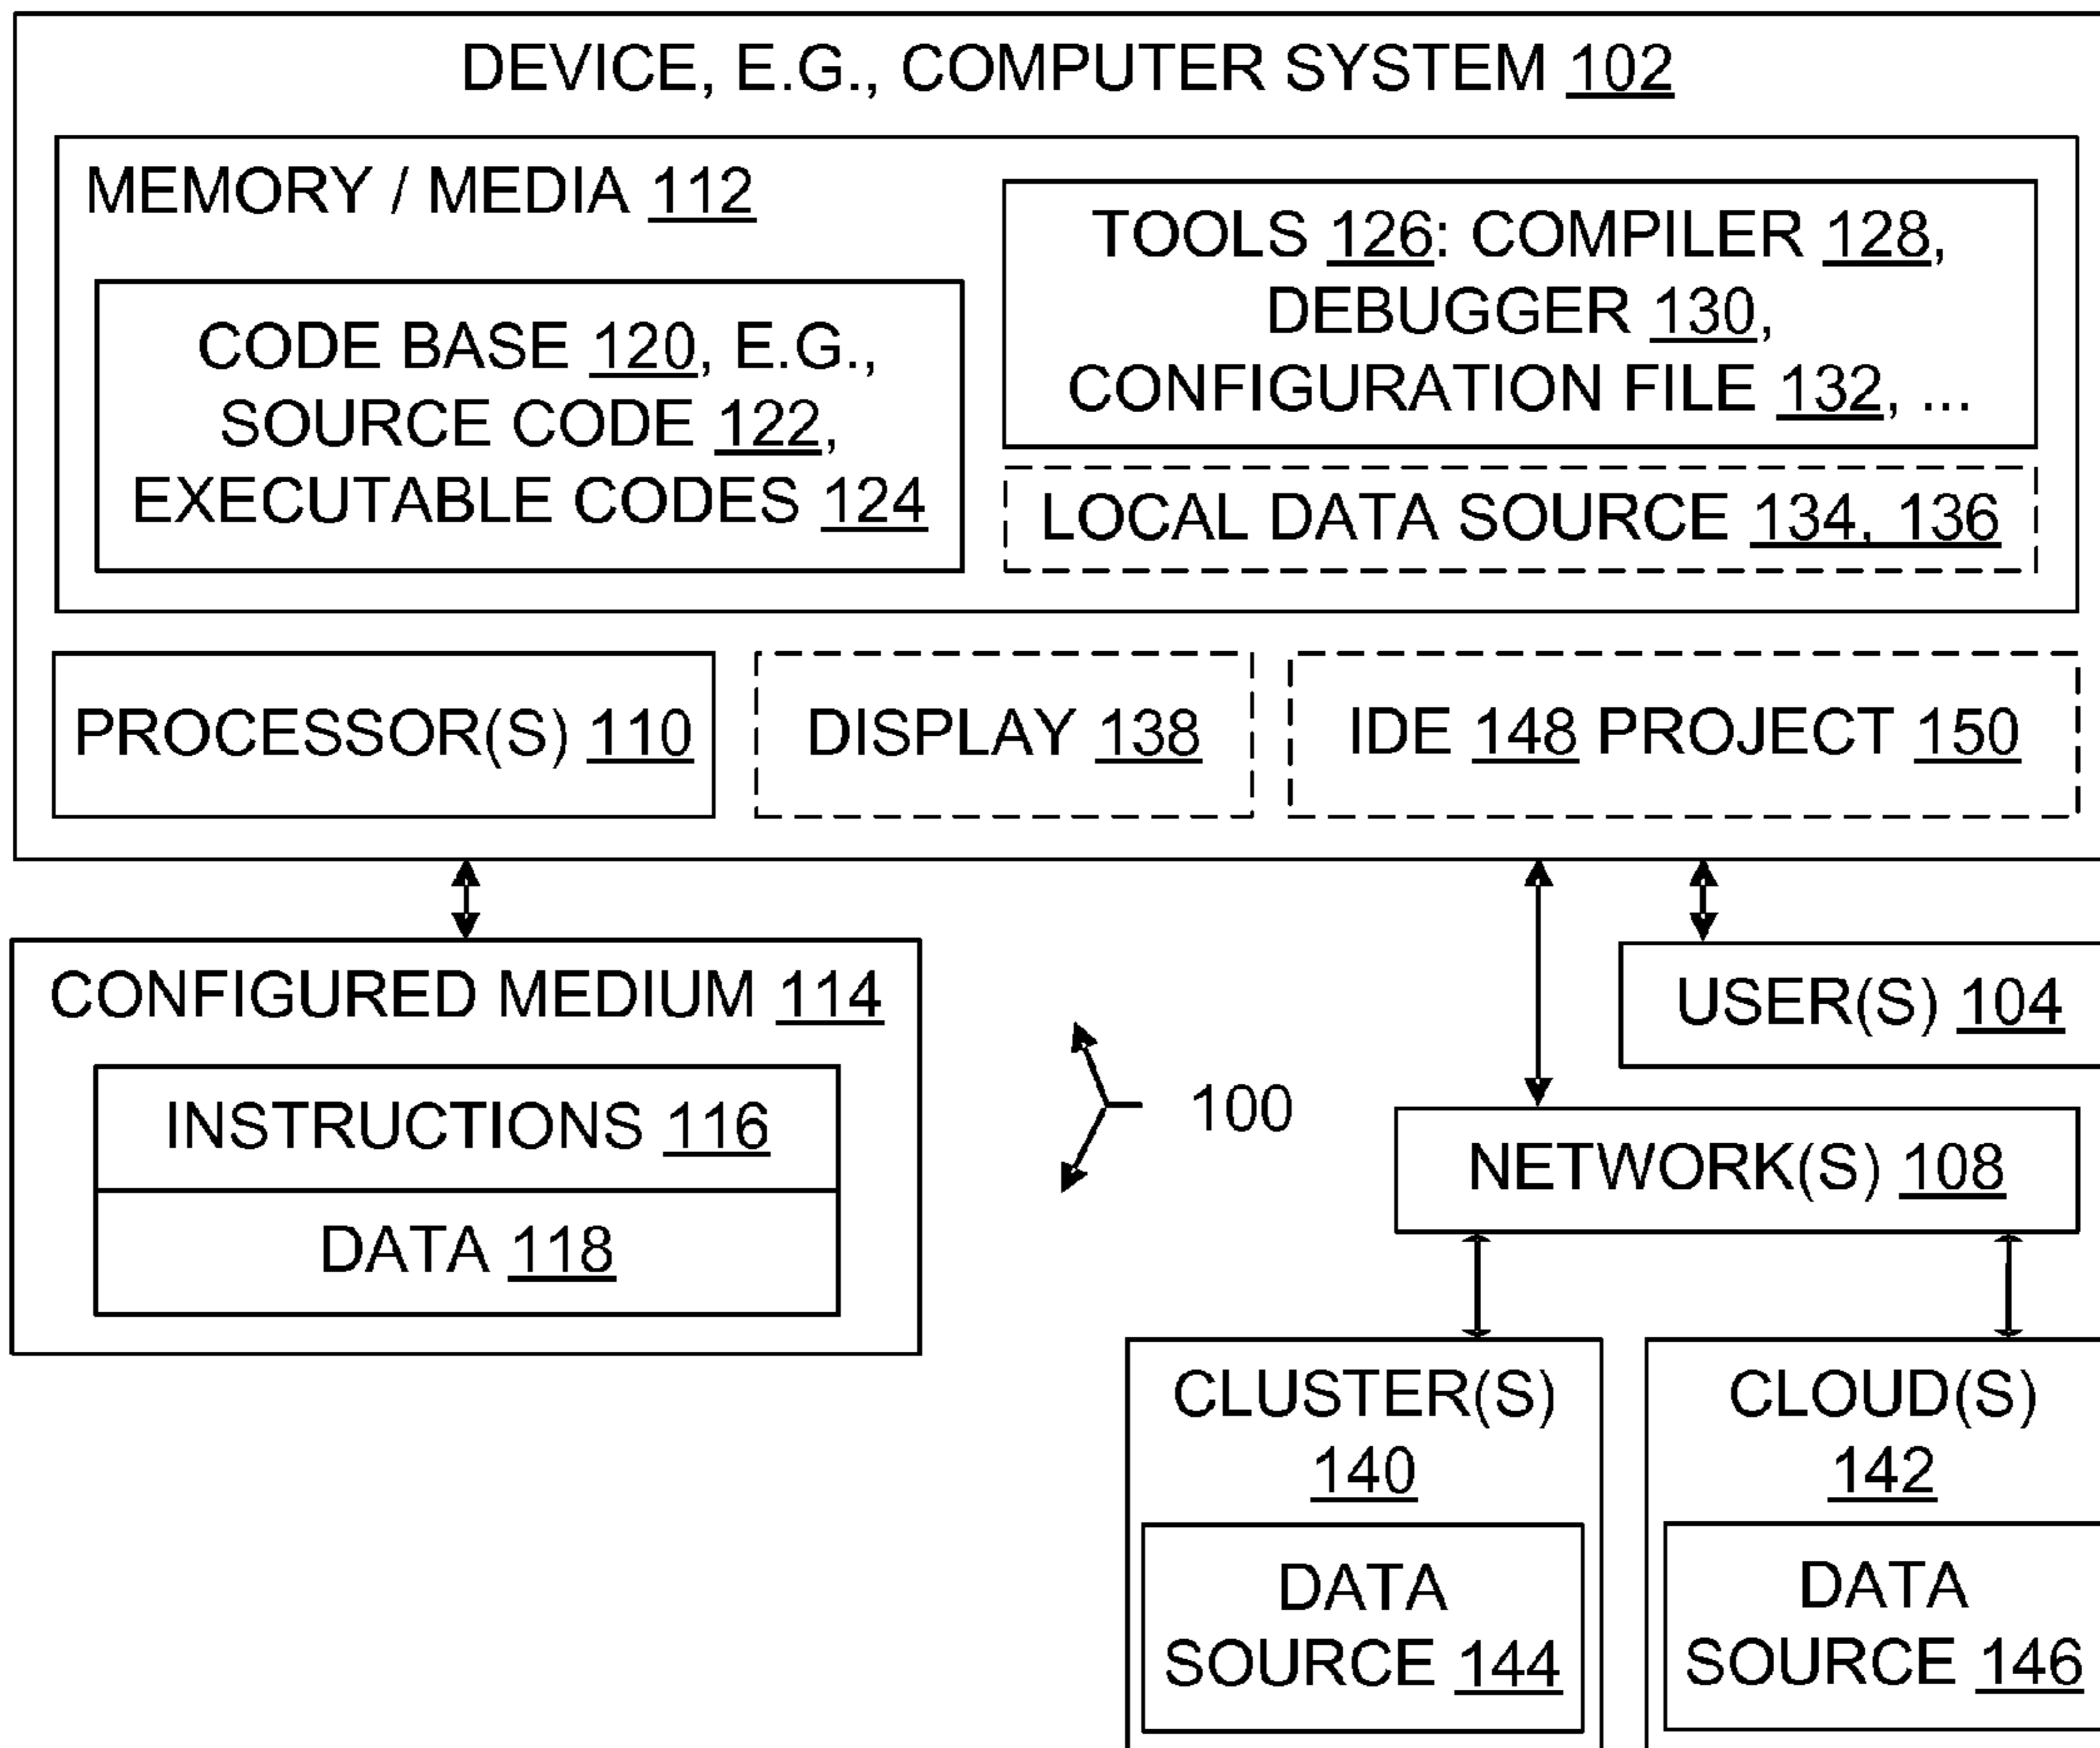 DEVICE, E.G., COMPUTER SYSTEM 102
MEMORY / MEDIA 112
CODE BASE 120, E.G.,
SOURCE CODE 122,
EXECUTABLE CODES 124
TOOLS 126: COMPILER 128,
DEBUGGER 130,
CONFIGURATION FILE 132, ...
LOCAL DATA SOURCE 134, 136
PROCESSOR(S) 110
DISPLAY 138
IDE 148 PROJECT 150
CONFIGURED MEDIUM 114
INSTRUCTIONS 116
DATA 118
100
USER(S) 104
NETWORK(S) 108
CLUSTER(S)
140
DATA
SOURCE 144
CLOUD(S)
142
DATA
SOURCE 146